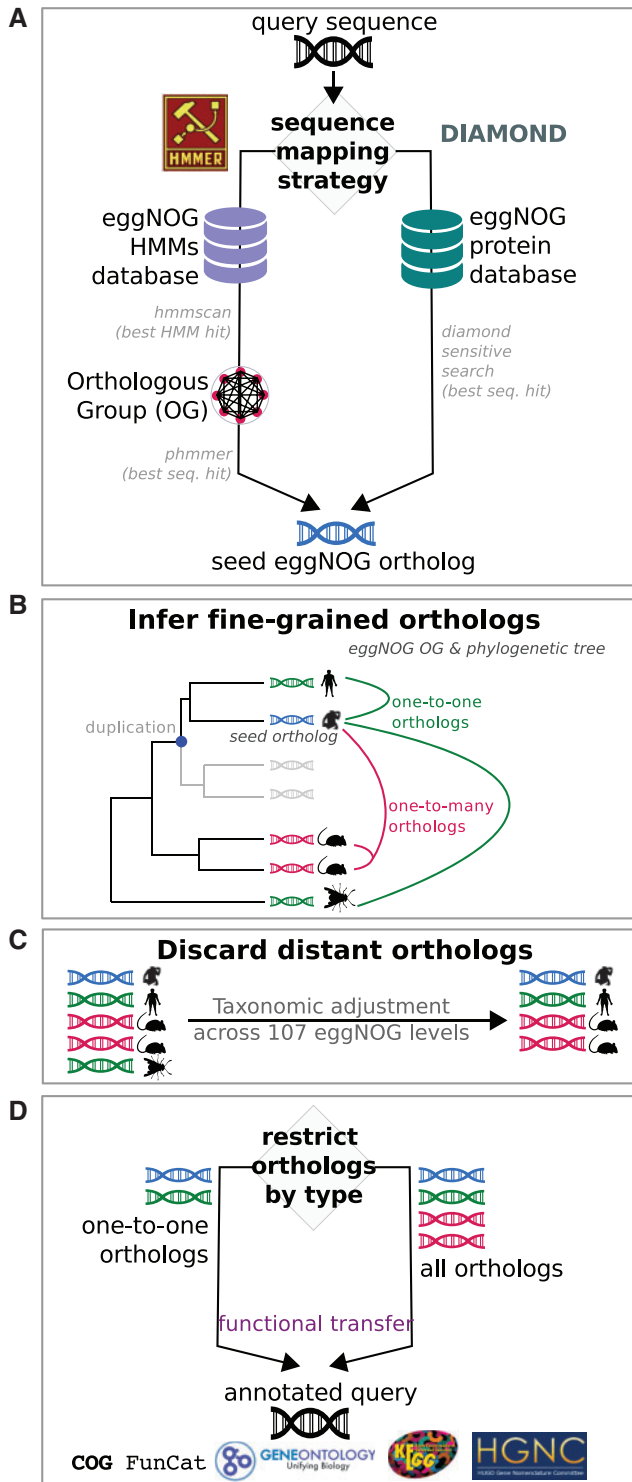 A
query sequence
HMMER
sequence
mapping
strategy
DIAMOND
eggNOG
HMMs
database
eggNOG
protein
database
hmmscan
(best HMM hit)
diamond
sensitive
search
(best seq. hit)
Orthologous
Group (OG)
phmmer
(best seq. hit)
seed eggNOG ortholog
B
Infer fine-grained orthologs
eggNOG OG & phylogenetic tree
duplication
seed ortholog
one-to-one
orthologs
one-to-many
orthologs
C
Discard distant orthologs
Taxonomic adjustment
across 107 eggNOG levels
D
restrict
orthologs
by type
one-to-one
orthologs
all orthologs
functional transfer
annotated query
COG FunCat
GENEONTOLOGY
Unifying Biology
KEGG
HGNC
HUGO Gene Nomenclature Committee